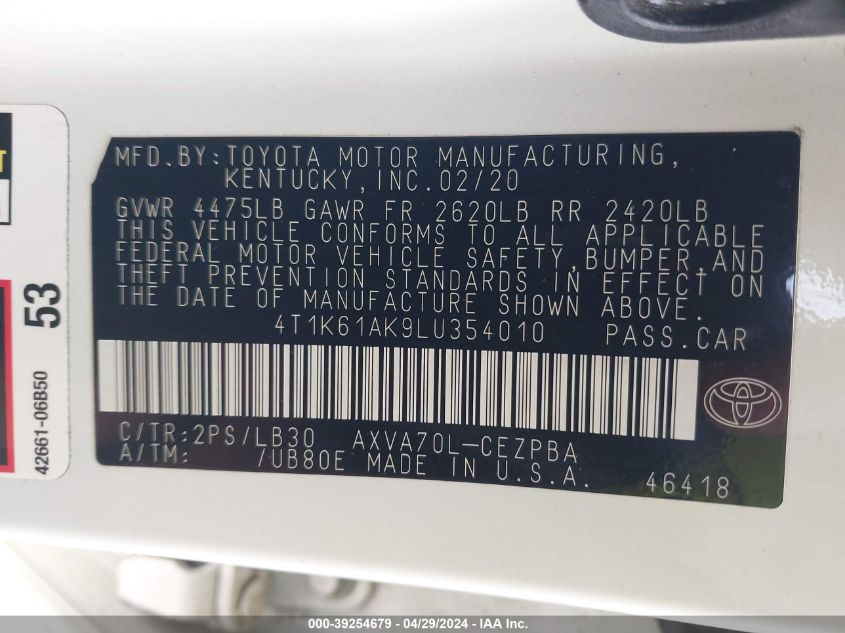 MFD.BY:TOYOTA MOTOR MANUFACTURING,
KENTUCKY,INC.02/20
GVWR 4475LB GAWR FR 2620LB RR 2420LB
THIS VEHICLE CONFORMS TO ALL APPLICABLE
FEDERAL MOTOR VEHICLE SAFETY,BUMPER,AND
THEFT PREVENTION STANDARDS IN EFFECT ON
THE DATE OF MANUFACTURE SHOWN ABOVE.
4T1K61AK9LU354010 PASS.CAR
C/TR:2PS/LB30 AXVA70L-CEZPBA
A/TM: /UB80E MADE IN U.S.A. 46418
53
42661-06B50
000-39254679 - 04/29/2024 - IAA Inc.